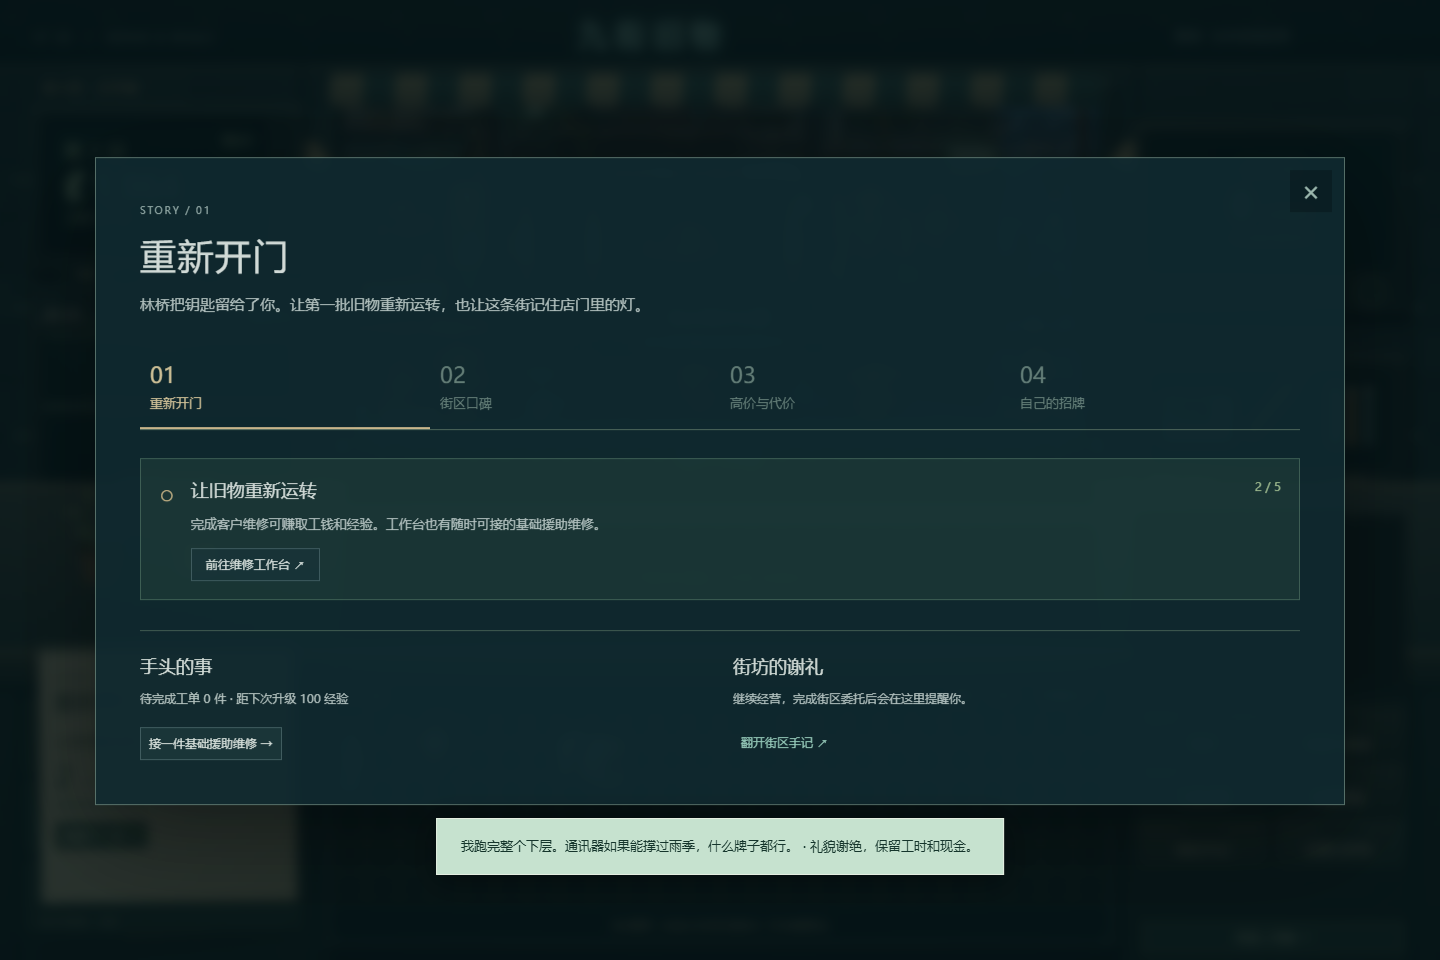 STORY / 01
重新开门
林桥把钥匙留给了你。让第一批旧物重新运转，也让这条街记住店门里的灯。
01
重新开门
02
街区口碑
03
高价与代价
04
自己的招牌
让旧物重新运转
2 / 5
完成客户维修可赚取工钱和经验。工作台也有随时可接的基础援助维修。
前往维修工作台 ↗
手头的事
待完成工单 0 件 · 距下次升级 100 经验
接一件基础援助维修 →
街坊的谢礼
继续经营，完成街区委托后会在这里提醒你。
翻开街区手记 ↗
我跑完整个下层。通讯器如果能撑过雨季，什么牌子都行。 · 礼貌谢绝，保留工时和现金。